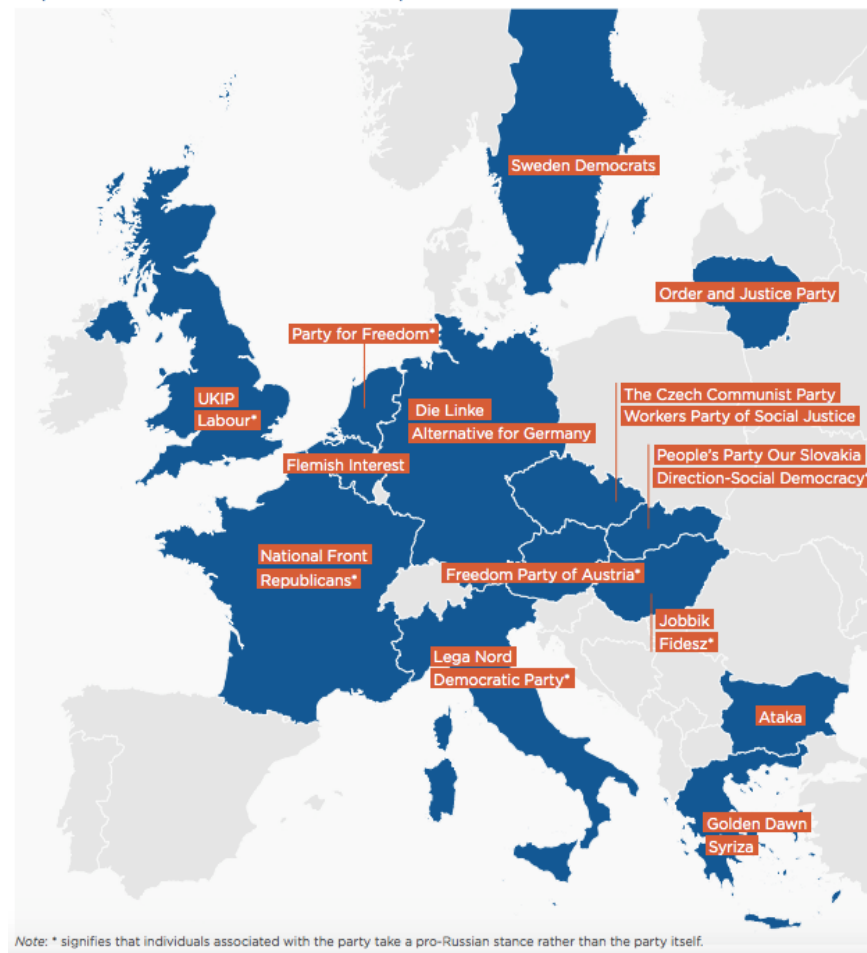 Sweden Democrats
Order and Justice Party
Party for Freedom*
UKIP
Labour*
Die Linke
Alternative for Germany
The Czech Communist Party
Workers Party of Social Justice
People's Party Our Slovakia
Direction-Social Democracy*
Flemish Interest
National Front
Republicans*
Freedom Party of Austria*
Jobbik
Fidesz*
Lega Nord
Democratic Party*
Ataka
Golden Dawn
Syriza
Note: * signifies that individuals associated with the party take a pro-Russian stance rather than the party itself.